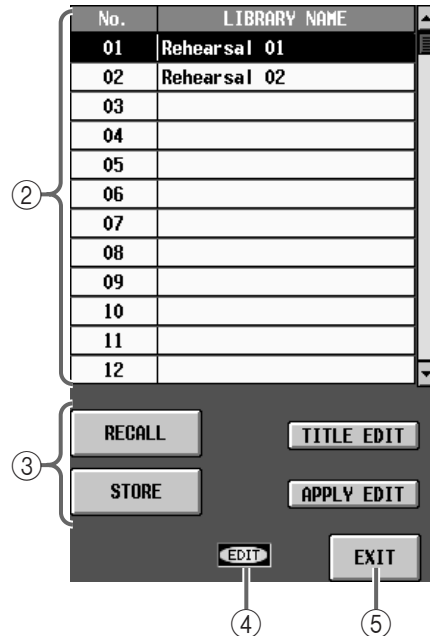 No. LIBRARY NAME
01 Rehearsal 01
02 Rehearsal 02
03
04
05
06
07
08
09
10
11
12
②
RECALL TITLE EDIT
③
STORE APPLY EDIT
EDIT EXIT
④ ⑤